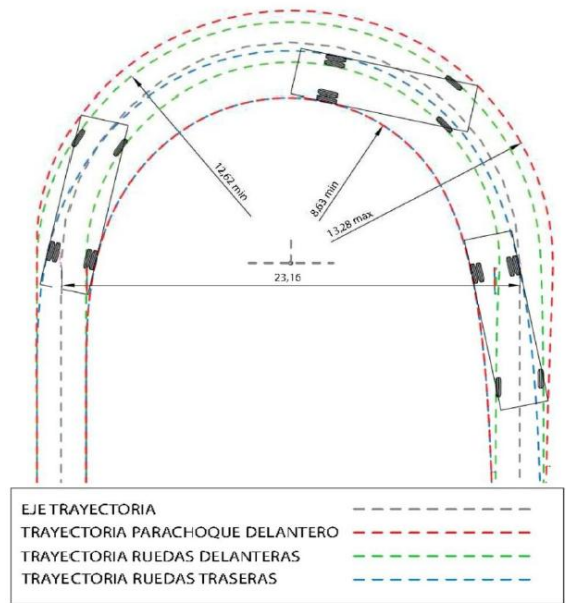 12,62 min
8,63 min
13,28 max
23,16
EJE TRAYECTORIA
TRAYECTORIA PARACHOQUE DELANTERO
TRAYECTORIA RUEDAS DELANTERAS
TRAYECTORIA RUEDAS TRASERAS